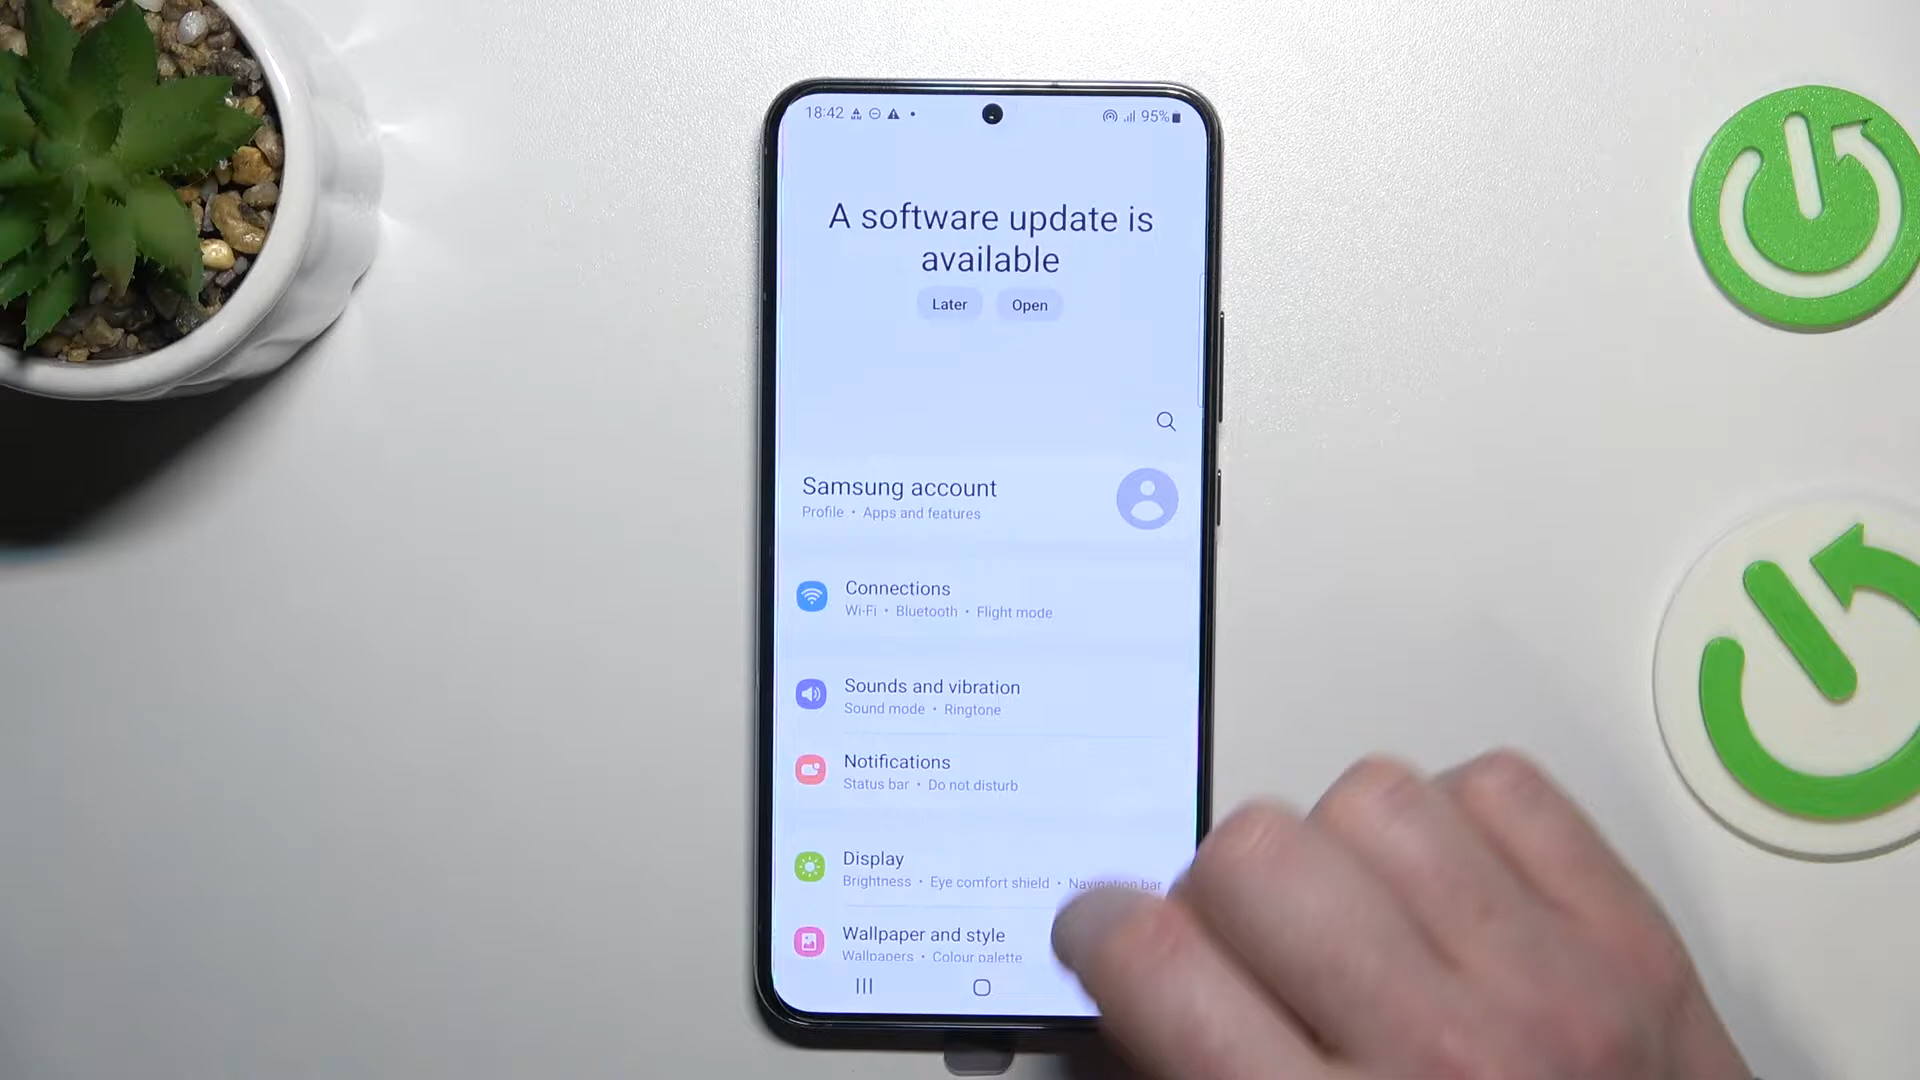 18:42
95%
A software update is
available
Later Open
Samsung account
Profile • Apps and features
Connections
Wi-Fi • Bluetooth • Flight mode
Sounds and vibration
Sound mode • Ringtone
Notifications
Status bar • Do not disturb
Display
Brightness • Eye comfort shield • Navigation bar
Wallpaper and style
Wallpapers • Colour palette